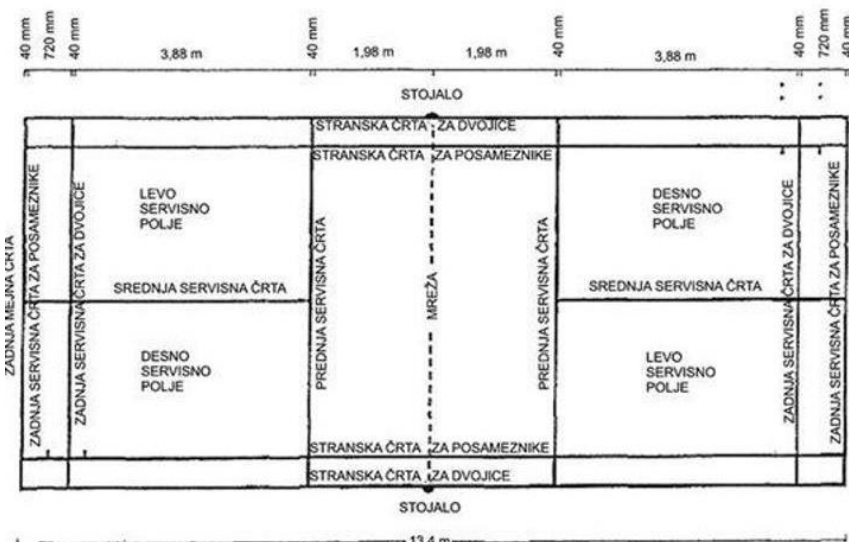 40 mm
720 mm
40 mm
3,88 m
40 mm
1,98 m
1,98 m
40 mm
3,88 m
40 mm
720 mm
40 mm
STOJALO
STRANSKA ČRTA ZA DVOJICE
STRANSKA ČRTA ZA POSAMEZNIKE
ZADNJA MEJNA ČRTA
ZADNJA SERVISNA ČRTA ZA POSAMEZNIKE
ZADNJA SERVISNA ČRTA ZA DVOJICE
LEVO
SERVISNO
POLJE
SREDNJA SERVISNA ČRTA
DESNO
SERVISNO
POLJE
PREDNJA SERVISNA ČRTA
MREŽA
PREDNJA SERVISNA ČRTA
DESNO
SERVISNO
POLJE
SREDNJA SERVISNA ČRTA
LEVO
SERVISNO
POLJE
ZADNJA SERVISNA ČRTA ZA DVOJICE
ZADNJA SERVISNA ČRTA ZA POSAMEZNIKE
STRANSKA ČRTA ZA POSAMEZNIKE
STRANSKA ČRTA ZA DVOJICE
STOJALO
13,4 m